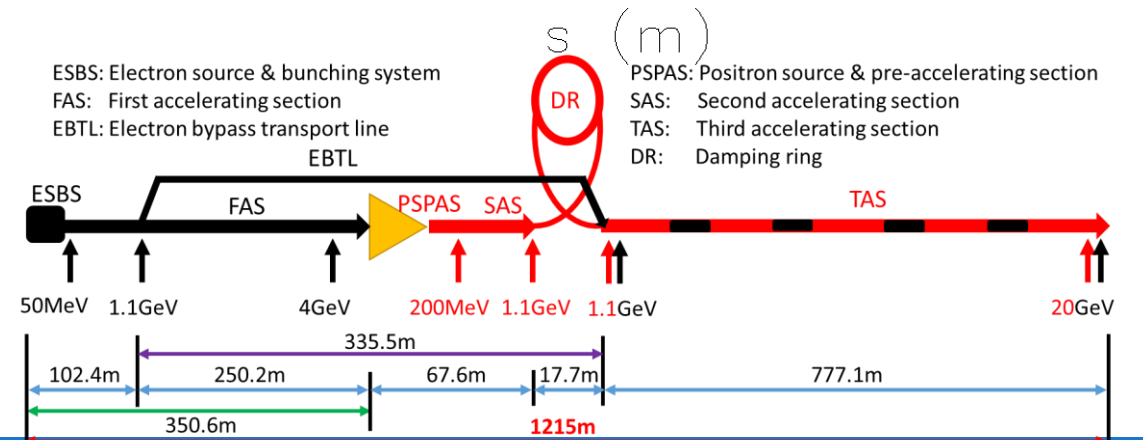 s (m)
ESBS: Electron source & bunching system
FAS: First accelerating section
EBTL: Electron bypass transport line
PSPAS: Positron source & pre-accelerating section
SAS: Second accelerating section
TAS: Third accelerating section
DR: Damping ring
DR
EBTL
ESBS
FAS
PSPAS
SAS
TAS
50MeV
1.1GeV
4GeV
200MeV
1.1GeV
1.1GeV
20GeV
335.5m
102.4m
250.2m
67.6m
17.7m
777.1m
350.6m
1215m